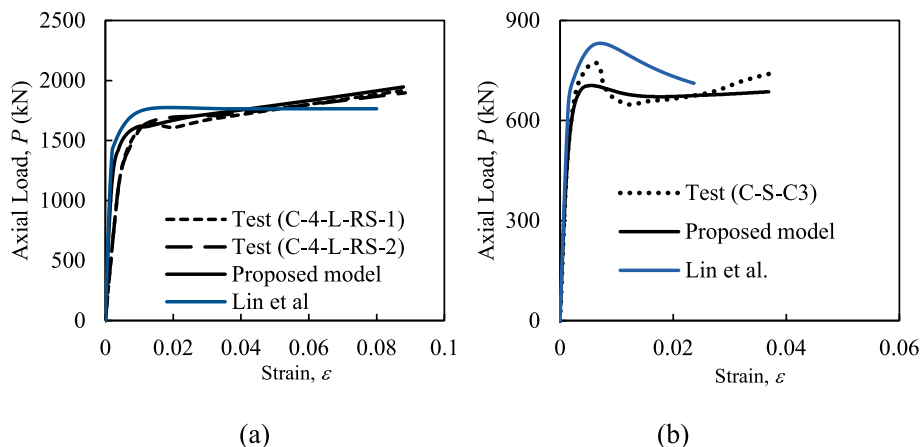 2500
2000
1500
1000
500
0
Axial Load, P (kN)
Test (C-4-L-RS-1)
Test (C-4-L-RS-2)
Proposed model
Lin et al
0 0.02 0.04 0.06 0.08 0.1
Strain, ε
(a)
900
600
300
0
Axial Load, P (kN)
Test (C-S-C3)
Proposed model
Lin et al.
0 0.02 0.04 0.06
Strain, ε
(b)